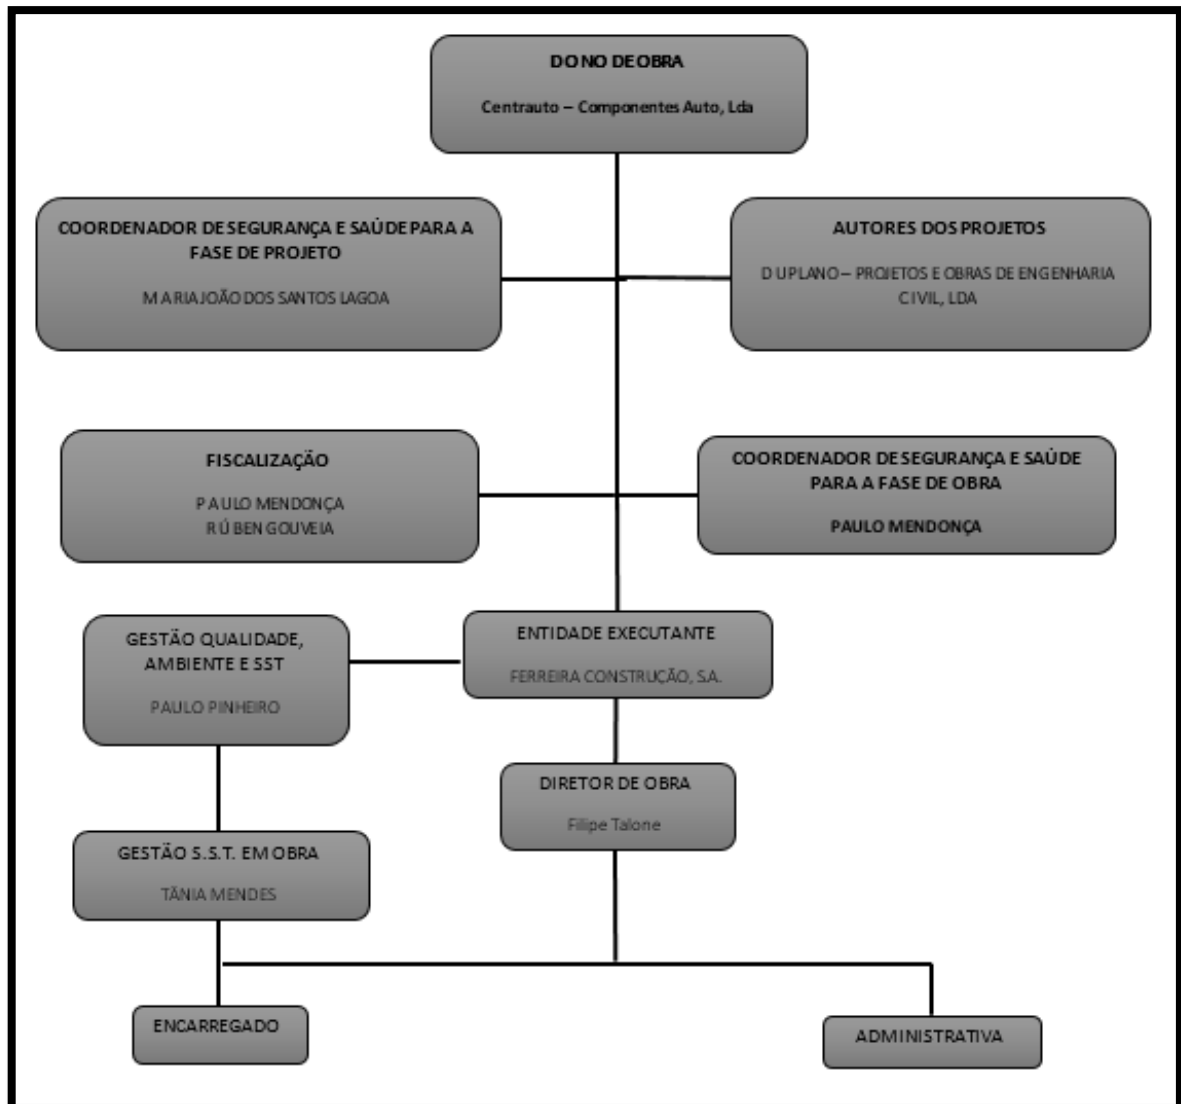 DONO DE OBRA
Centrauto – Componentes Auto, Lda
COORDENADOR DE SEGURANÇA E SAÚDE PARA A
FASE DE PROJETO
MARIA JOÃO DOS SANTOS LAGOA
AUTORES DOS PROJETOS
DUPLANO – PROJETOS E OBRAS DE ENGENHARIA
CIVIL, LDA
FISCALIZAÇÃO
PAULO MENDONÇA
RÚBEN GOUVEIA
COORDENADOR DE SEGURANÇA E SAÚDE
PARA A FASE DE OBRA
PAULO MENDONÇA
GESTÃO QUALIDADE,
AMBIENTE E SST
PAULO PINHEIRO
ENTIDADE EXECUTANTE
FERREIRA CONSTRUÇÃO, S.A.
DIRETOR DE OBRA
Filipe Talone
GESTÃO S.S.T. EM OBRA
TÂNIA MENDES
ENCARREGADO
ADMINISTRATIVA